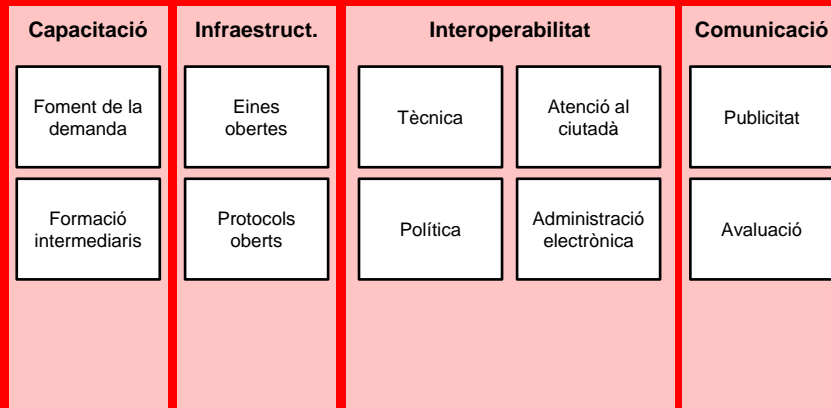 Capacitació
Infraestruct.
Interoperabilitat
Comunicació
Foment de la
demanda
Eines
obertes
Tècnica
Atenció al
ciutadà
Publicitat
Formació
intermediaris
Protocols
oberts
Política
Administració
electrònica
Avaluació